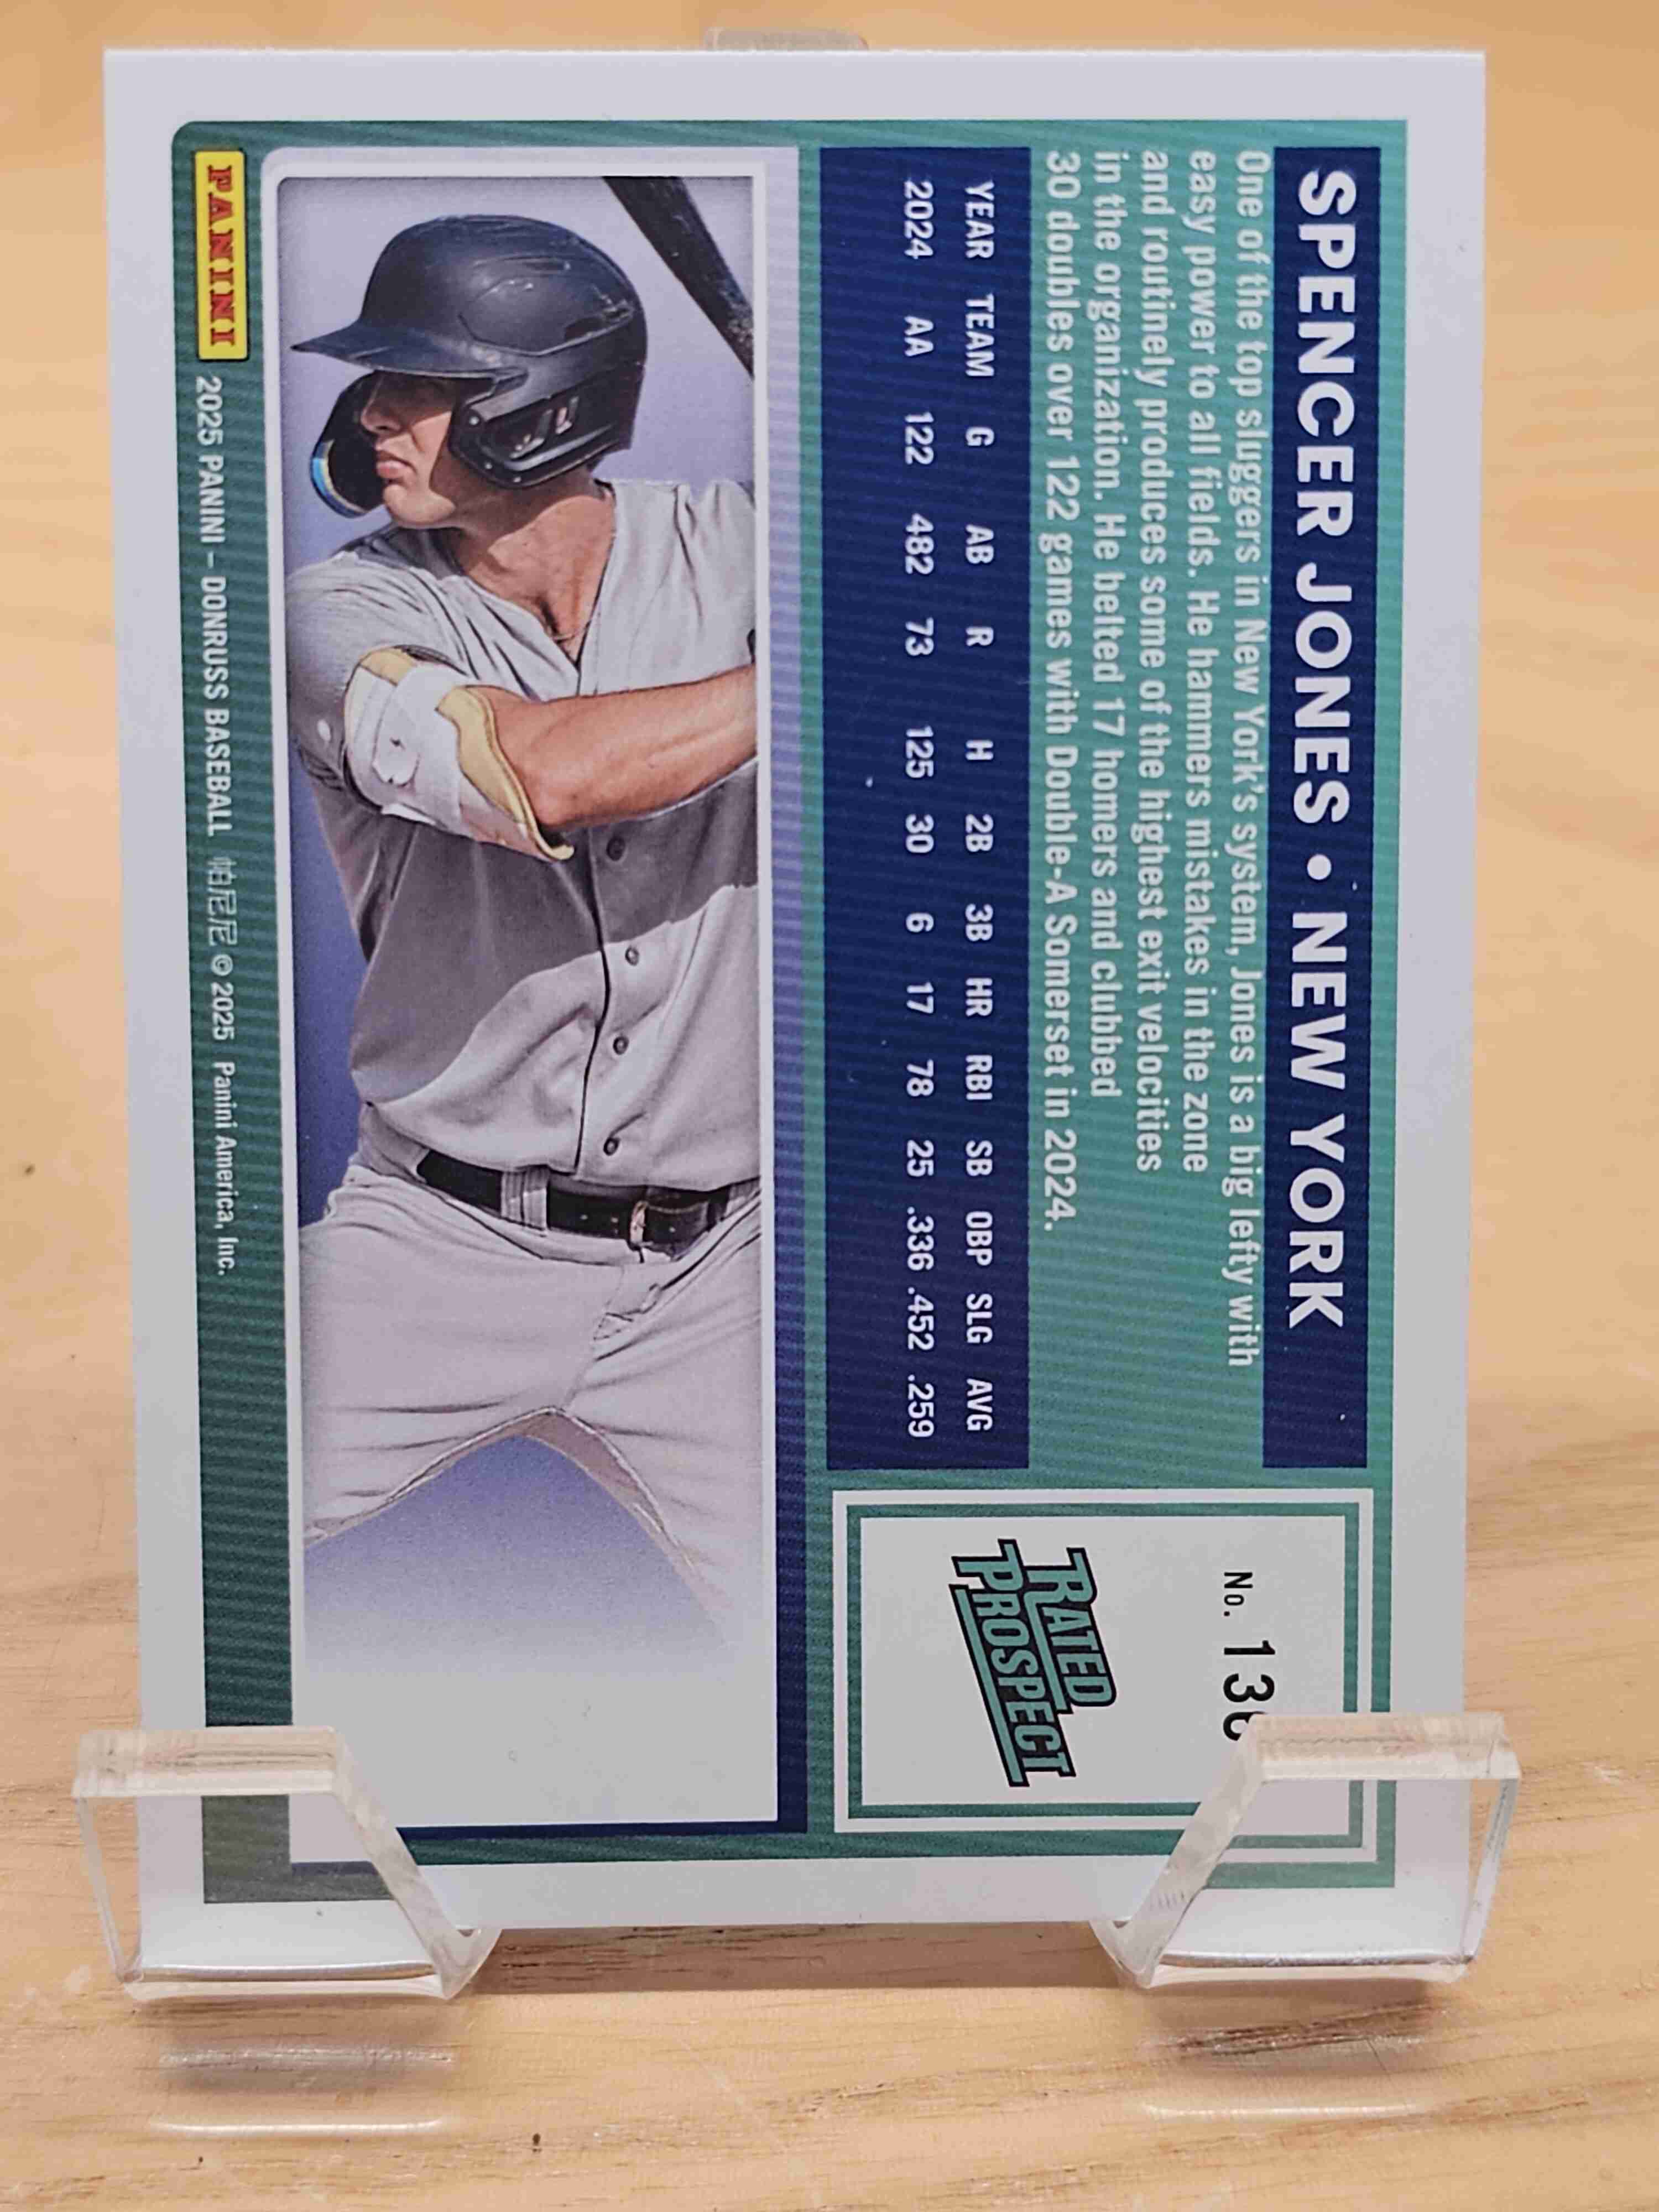 SPENCER JONES • NEW YORK
One of the top sluggers in New York's system, Jones is a big lefty with
easy power to all fields. He hammers mistakes in the zone
and routinely produces some of the highest exit velocities
in the organization. He belted 17 homers and clubbed
30 doubles over 122 games with Double-A Somerset in 2024.
YEAR TEAM G AB R H 2B 3B HR RBI SB OBP SLG AVG
2024 AA 122 482 73 125 30 6 17 78 25 .336 .452 .259
No.
RATED
PROSPECT
PANINI 2025 PANINI – DONRUSS BASEBALL 帕尼尼 © 2025 Panini America, Inc.